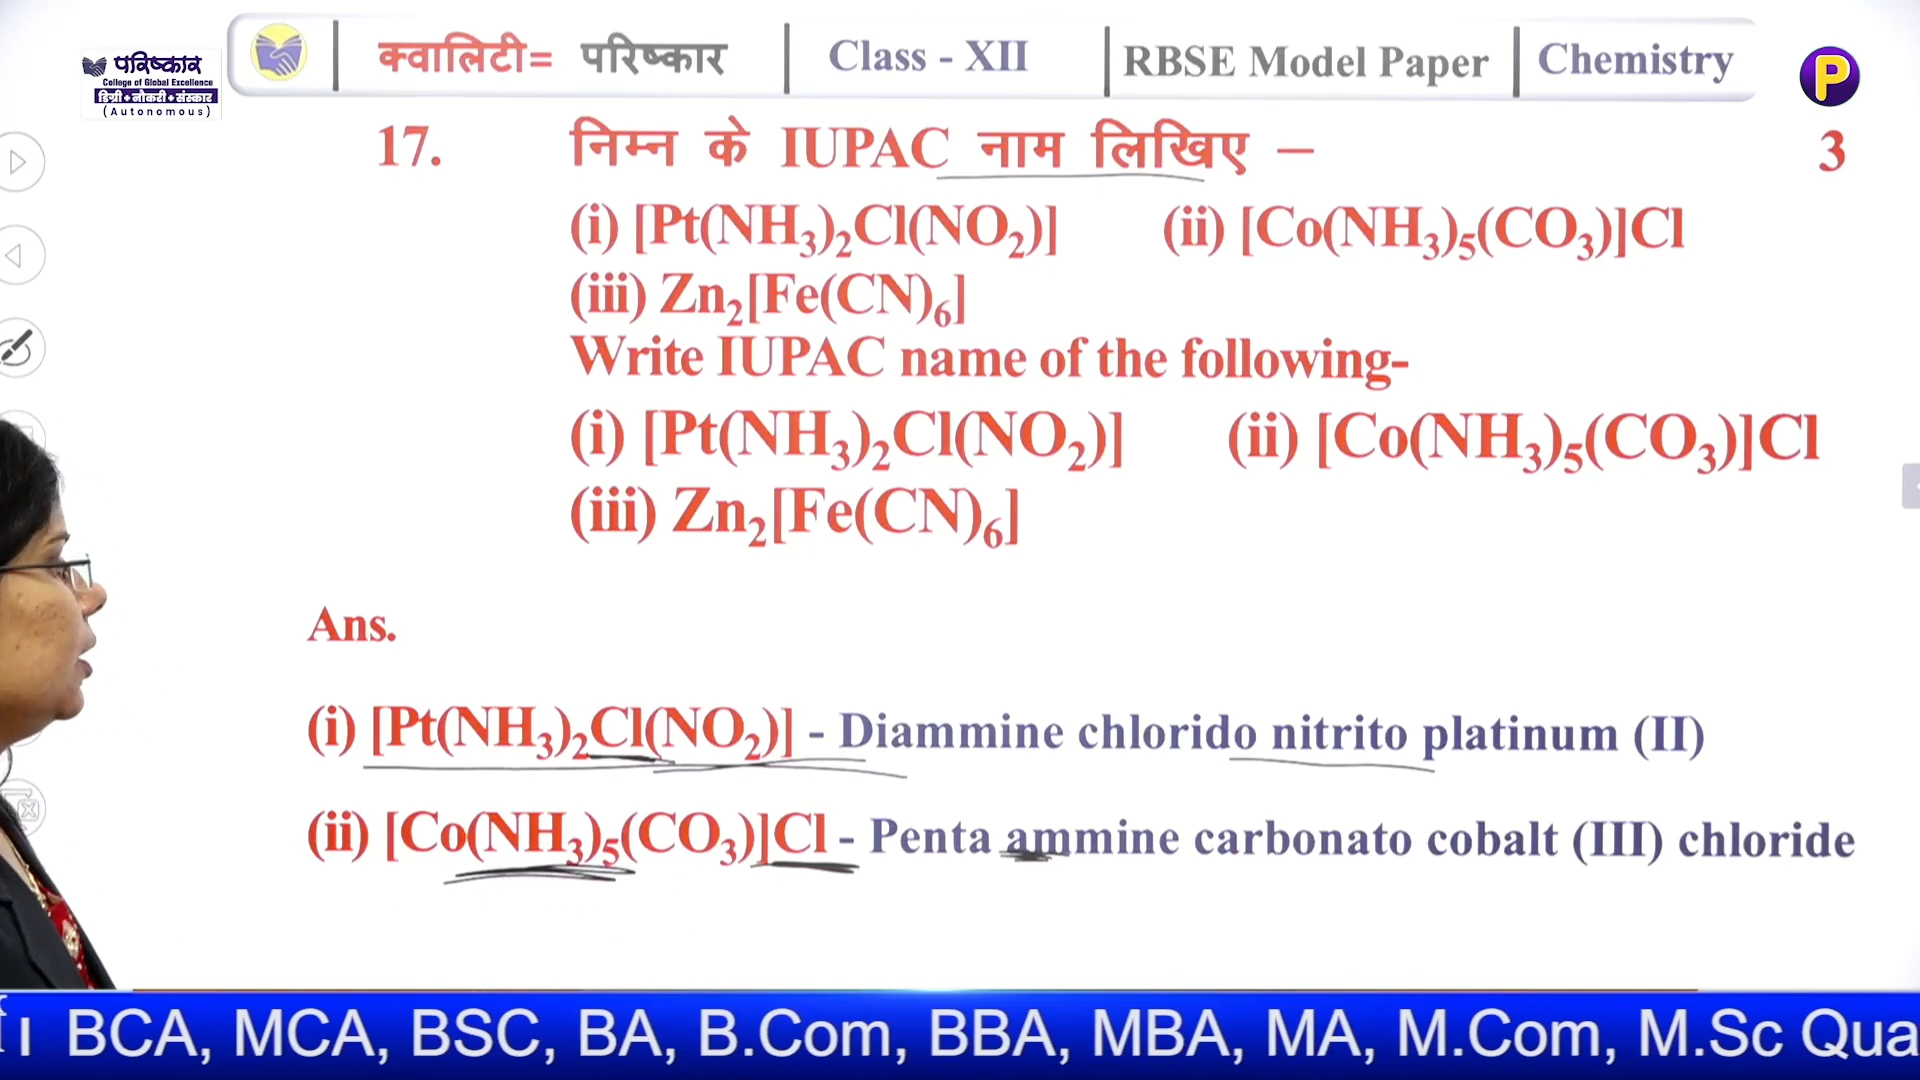 परिष्कार
College of Global Excellence
डिग्री + नौकरी + संस्कार
(Autonomous)
क्वालिटी= परिष्कार | Class - XII | RBSE Model Paper | Chemistry
P
17. निम्न के IUPAC नाम लिखिए – 3
(i) [Pt(NH₃)₂Cl(NO₂)] (ii) [Co(NH₃)₅(CO₃)]Cl
(iii) Zn₂[Fe(CN)₆]
Write IUPAC name of the following-
(i) [Pt(NH₃)₂Cl(NO₂)] (ii) [Co(NH₃)₅(CO₃)]Cl
(iii) Zn₂[Fe(CN)₆]
Ans.
(i) [Pt(NH₃)₂Cl(NO₂)] - Diammine chlorido nitrito platinum (II)
(ii) [Co(NH₃)₅(CO₃)]Cl - Penta ammine carbonato cobalt (III) chloride
BCA, MCA, BSC, BA, B.Com, BBA, MBA, MA, M.Com, M.Sc Qua